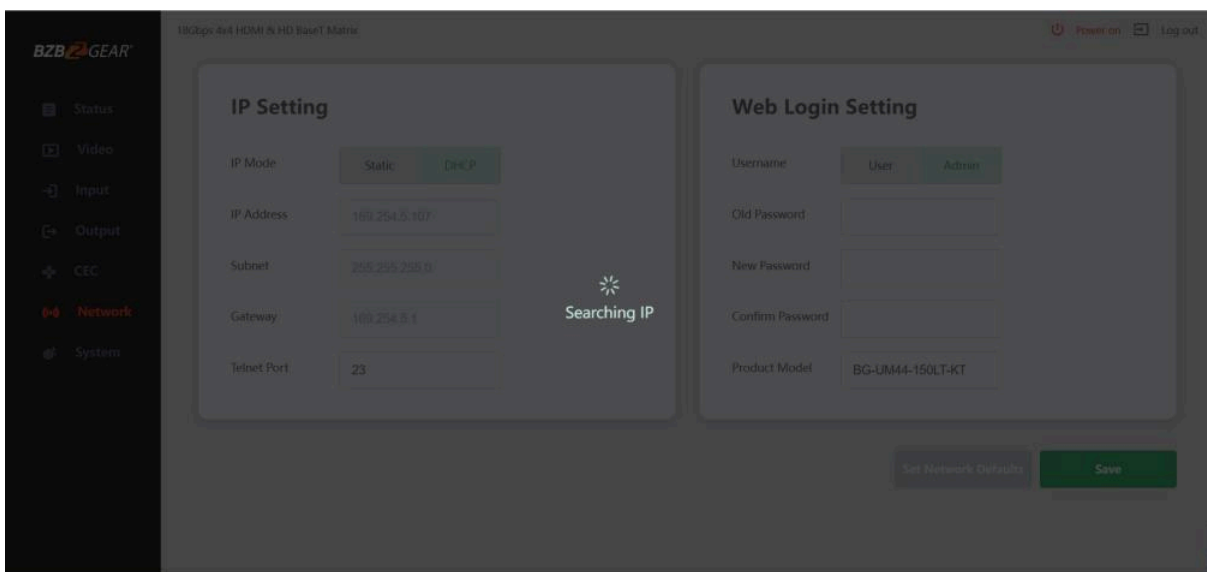 18Gbps 4x4 HDMI & HD BaseT Matrix
Power on
Log out
BZBGEAR
Status
Video
Input
Output
CEC
Network
System
IP Setting
IP Mode Static DHCP
IP Address 169.254.5.107
Subnet 255.255.255.0
Gateway 169.254.5.1
Telnet Port 23
Searching IP
Web Login Setting
Username User Admin
Old Password
New Password
Confirm Password
Product Model BG-UM44-150LT-KT
Set Network Defaults
Save